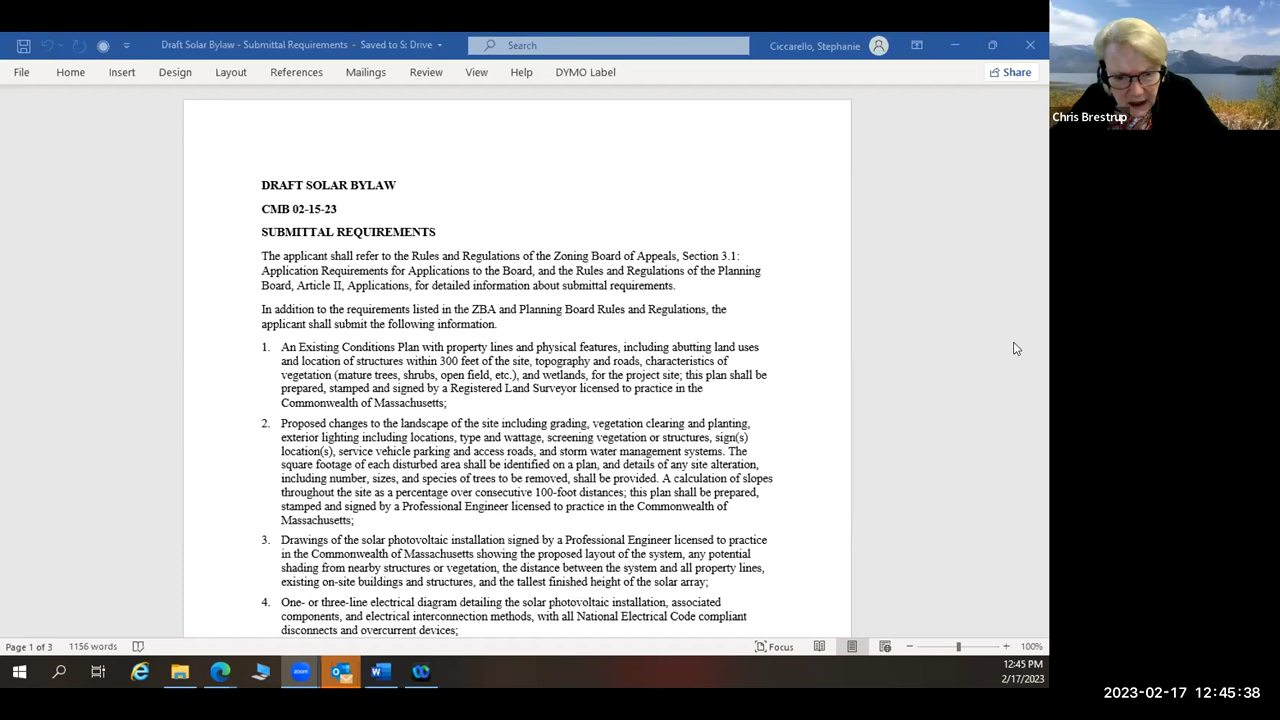 Draft Solar Bylaw - Submittal Requirements - Saved to S: Drive
Search
Ciccarello, Stephanie
File Home Insert Design Layout References Mailings Review View Help DYMO Label Share
Chris Brestrup
DRAFT SOLAR BYLAW
CMB 02-15-23
SUBMITTAL REQUIREMENTS
The applicant shall refer to the Rules and Regulations of the Zoning Board of Appeals, Section 3.1:
Application Requirements for Applications to the Board, and the Rules and Regulations of the Planning
Board, Article II, Applications, for detailed information about submittal requirements.
In addition to the requirements listed in the ZBA and Planning Board Rules and Regulations, the
applicant shall submit the following information.
1. An Existing Conditions Plan with property lines and physical features, including abutting land uses
and location of structures within 300 feet of the site, topography and roads, characteristics of
vegetation (mature trees, shrubs, open field, etc.), and wetlands, for the project site; this plan shall be
prepared, stamped and signed by a Registered Land Surveyor licensed to practice in the
Commonwealth of Massachusetts;
2. Proposed changes to the landscape of the site including grading, vegetation clearing and planting,
exterior lighting including locations, type and wattage, screening vegetation or structures, sign(s)
location(s), service vehicle parking and access roads, and storm water management systems. The
square footage of each disturbed area shall be identified on a plan, and details of any site alteration,
including number, sizes, and species of trees to be removed, shall be provided. A calculation of slopes
throughout the site as a percentage over consecutive 100-foot distances; this plan shall be prepared,
stamped and signed by a Professional Engineer licensed to practice in the Commonwealth of
Massachusetts;
3. Drawings of the solar photovoltaic installation signed by a Professional Engineer licensed to practice
in the Commonwealth of Massachusetts showing the proposed layout of the system, any potential
shading from nearby structures or vegetation, the distance between the system and all property lines,
existing on-site buildings and structures, and the tallest finished height of the solar array;
4. One- or three-line electrical diagram detailing the solar photovoltaic installation, associated
components, and electrical interconnection methods, with all National Electrical Code compliant
disconnects and overcurrent devices;
Page 1 of 3 1156 words Focus 100%
zoom
12:45 PM
2/17/2023
2023-02-17 12:45:38